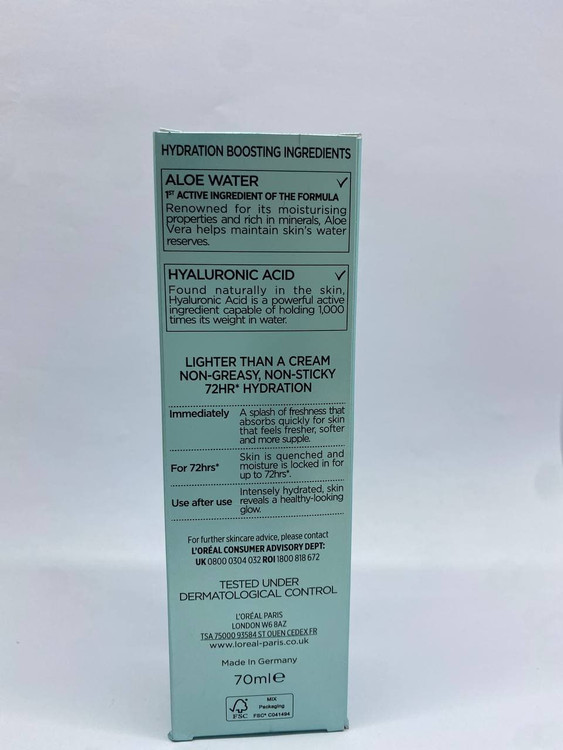 HYDRATION BOOSTING INGREDIENTS
ALOE WATER
1ST ACTIVE INGREDIENT OF THE FORMULA
Renowned for its moisturising
properties and rich in minerals, Aloe
Vera helps maintain skin's water
reserves.
HYALURONIC ACID
Found naturally in the skin,
Hyaluronic Acid is a powerful active
ingredient capable of holding 1,000
times its weight in water.
LIGHTER THAN A CREAM
NON-GREASY, NON-STICKY
72HR* HYDRATION
Immediately A splash of freshness that
absorbs quickly for skin
that feels fresher, softer
and more supple.
For 72hrs* Skin is quenched and
moisture is locked in for
up to 72hrs*.
Use after use Intensely hydrated, skin
reveals a healthy-looking
glow.
For further skincare advice, please contact
L'ORÉAL CONSUMER ADVISORY DEPT:
UK 0800 0304 032 ROI 1800 818 672
TESTED UNDER
DERMATOLOGICAL CONTROL
L'ORÉAL PARIS
LONDON W6 8AZ
TSA 75000 93584 ST OUEN CEDEX FR
www.loreal-paris.co.uk
Made In Germany
70ml℮
MIX
Packaging
FSC FSC® C041494